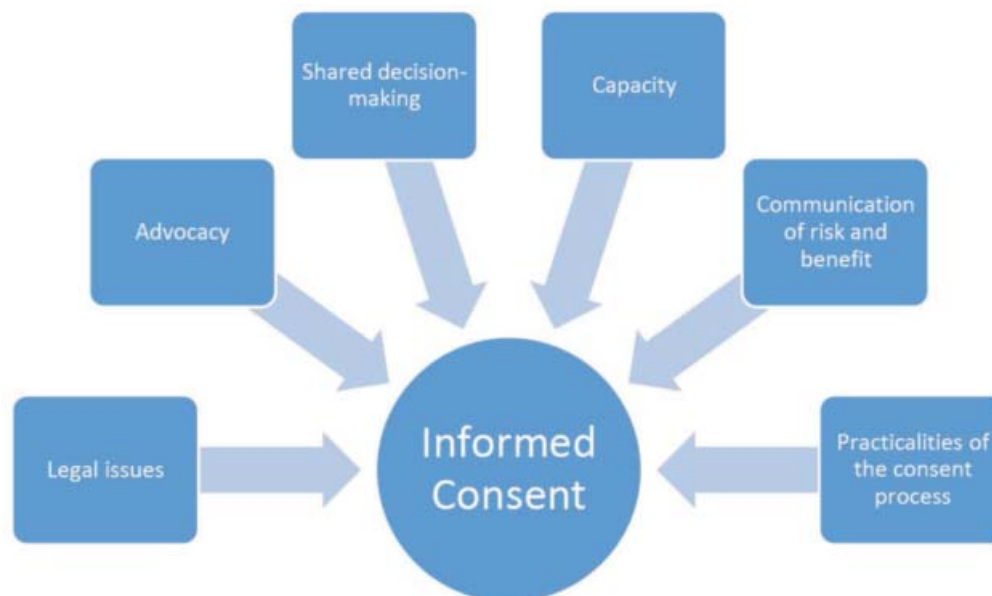 Shared decision-
making
Capacity
Advocacy
Communication
of risk and
benefit
Legal issues
Informed
Consent
Practicalities of
the consent
process